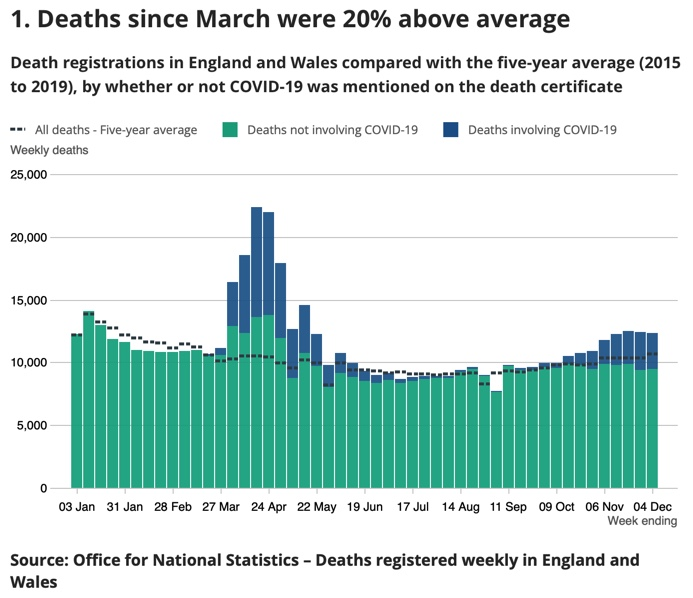 1. Deaths since March were 20% above average
Death registrations in England and Wales compared with the five-year average (2015
to 2019), by whether or not COVID-19 was mentioned on the death certificate
All deaths - Five-year average
Deaths not involving COVID-19
Deaths involving COVID-19
Weekly deaths
25,000
20,000
15,000
10,000
5,000
0
03 Jan 31 Jan 28 Feb 27 Mar 24 Apr 22 May 19 Jun 17 Jul 14 Aug 11 Sep 09 Oct 06 Nov 04 Dec
Week ending
Source: Office for National Statistics – Deaths registered weekly in England and
Wales